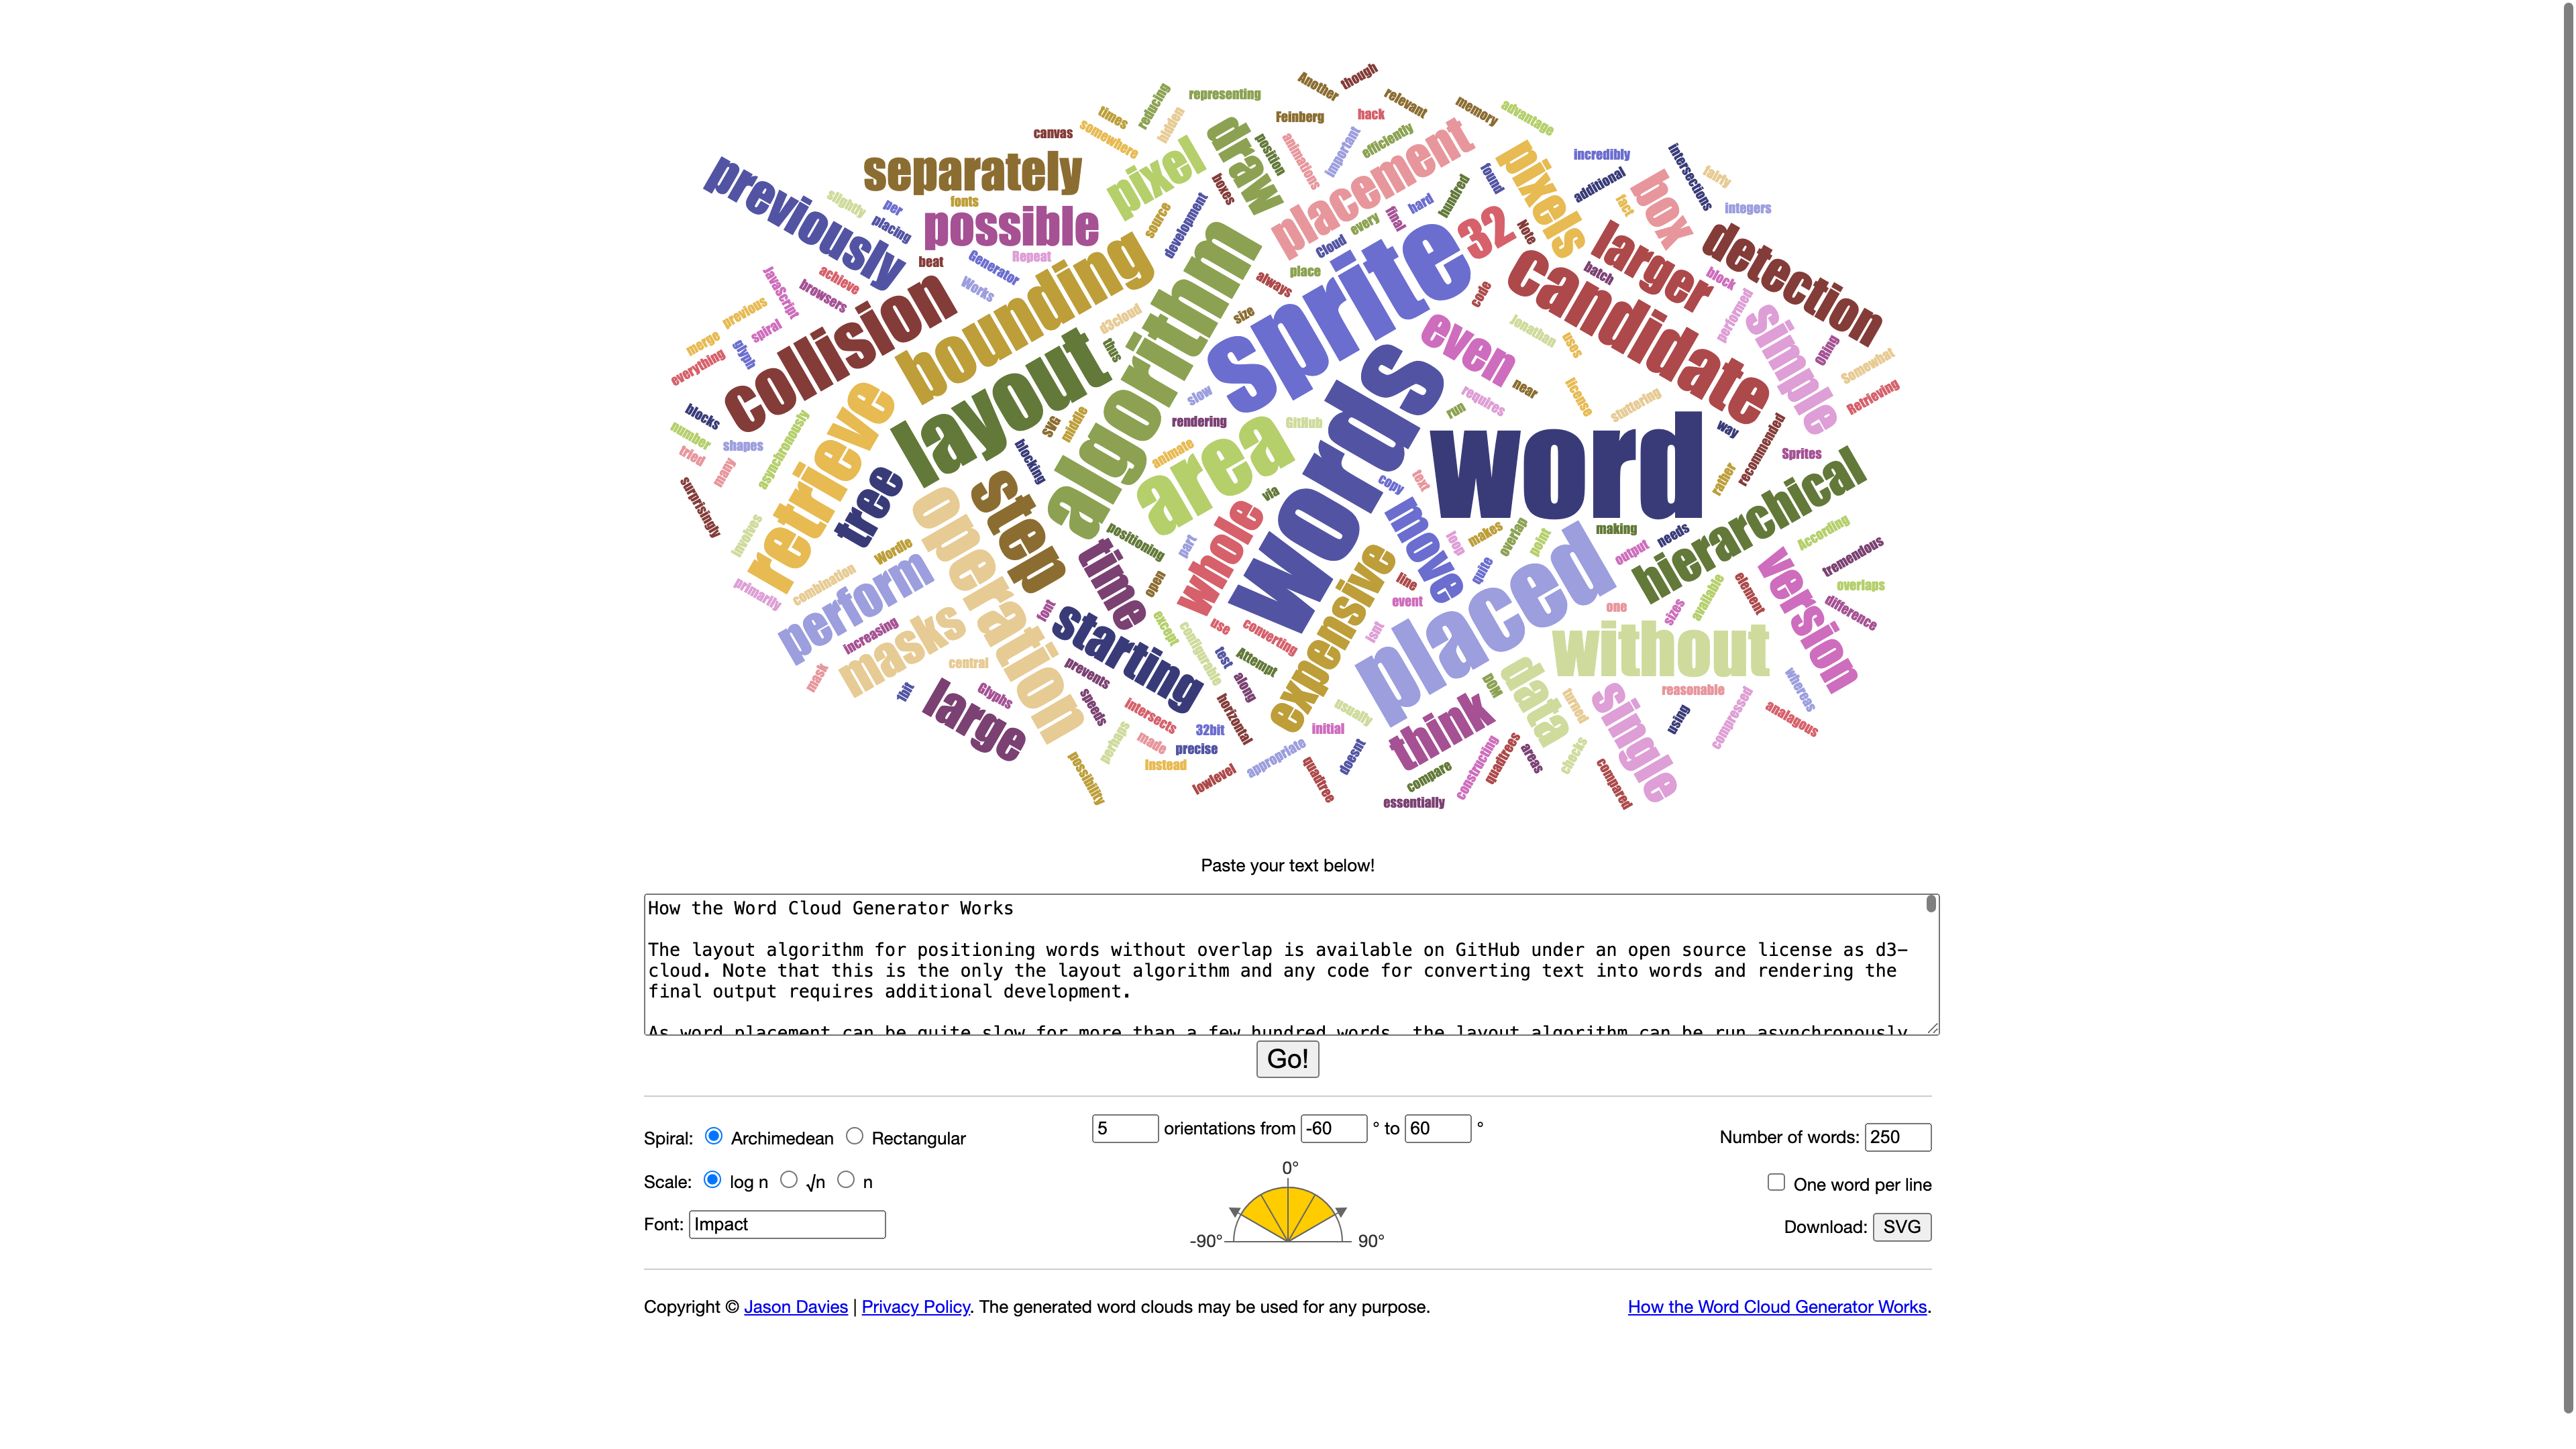 though
Another
reducing
representing
relevant
memory
advantage
times
hidden
Feinberg
hack
canvas
somewhere
draw
position
animations
important
efficiently
placement
pixels
incredibly
intersections
fairly
separately
pixel
previously
slightly
per
fonts
placing
possible
source
development
boxes
found
hundred
hard
final
every
Cloud
32
Note
additional
fact
box
integers
beat
Generator
Repeat
Works
JavaScript
achieve
browsers
bounding
algorithm
always
place
sprite
code
batch
larger
block
detection
candidate
performed
simple
ORing
Somewhat
Retrieving
previous
spiral
merge
glyph
everything
collision
d3cloud
thus
size
even
Jonathan
uses
near
requires
run
license
stuttering
way
recommended
blocks
number
shapes
tried
many
asynchronously
retrieve
layout
SVG
middle
slow
rendering
GitHub
area
animate
words
word
rather
Sprites
hierarchical
surprisingly
tree
blocking
step
via
copy
text
involves
Wordle
operation
positioning
part
whole
move
loop
makes
overlap
point
making
output
needs
According
tremendous
overlaps
difference
primarily
combination
perform
time
open
quite
placed
line
event
expensive
one
sizes
available
element
version
increasing
masks
font
starting
except
configurable
use
converting
isnt
without
mask
central
prevents
test
Attempt
along
data
DOM
turned
single
reasonable
whereas
1bit
Glyphs
large
speeds
intersects
32bit
horizontal
usually
initial
think
using
compressed
analagous
possibility
perhaps
made
precise
instead
lowlevel
appropriate
quadtree
doesnt
compare
constructing
quadtrees
areas
checks
compared
essentially
Paste your text below!
How the Word Cloud Generator Works
The layout algorithm for positioning words without overlap is available on GitHub under an open source license as d3-
cloud. Note that this is the only the layout algorithm and any code for converting text into words and rendering the
final output requires additional development.
As word placement can be quite slow for more than a few hundred words, the layout algorithm can be run asynchronously
Go!
Spiral: Archimedean Rectangular
5 orientations from -60 ° to 60 °
Number of words: 250
Scale: log n √n n
0°
One word per line
Font: Impact
-90° 90°
Download: SVG
Copyright © Jason Davies | Privacy Policy. The generated word clouds may be used for any purpose.
How the Word Cloud Generator Works.